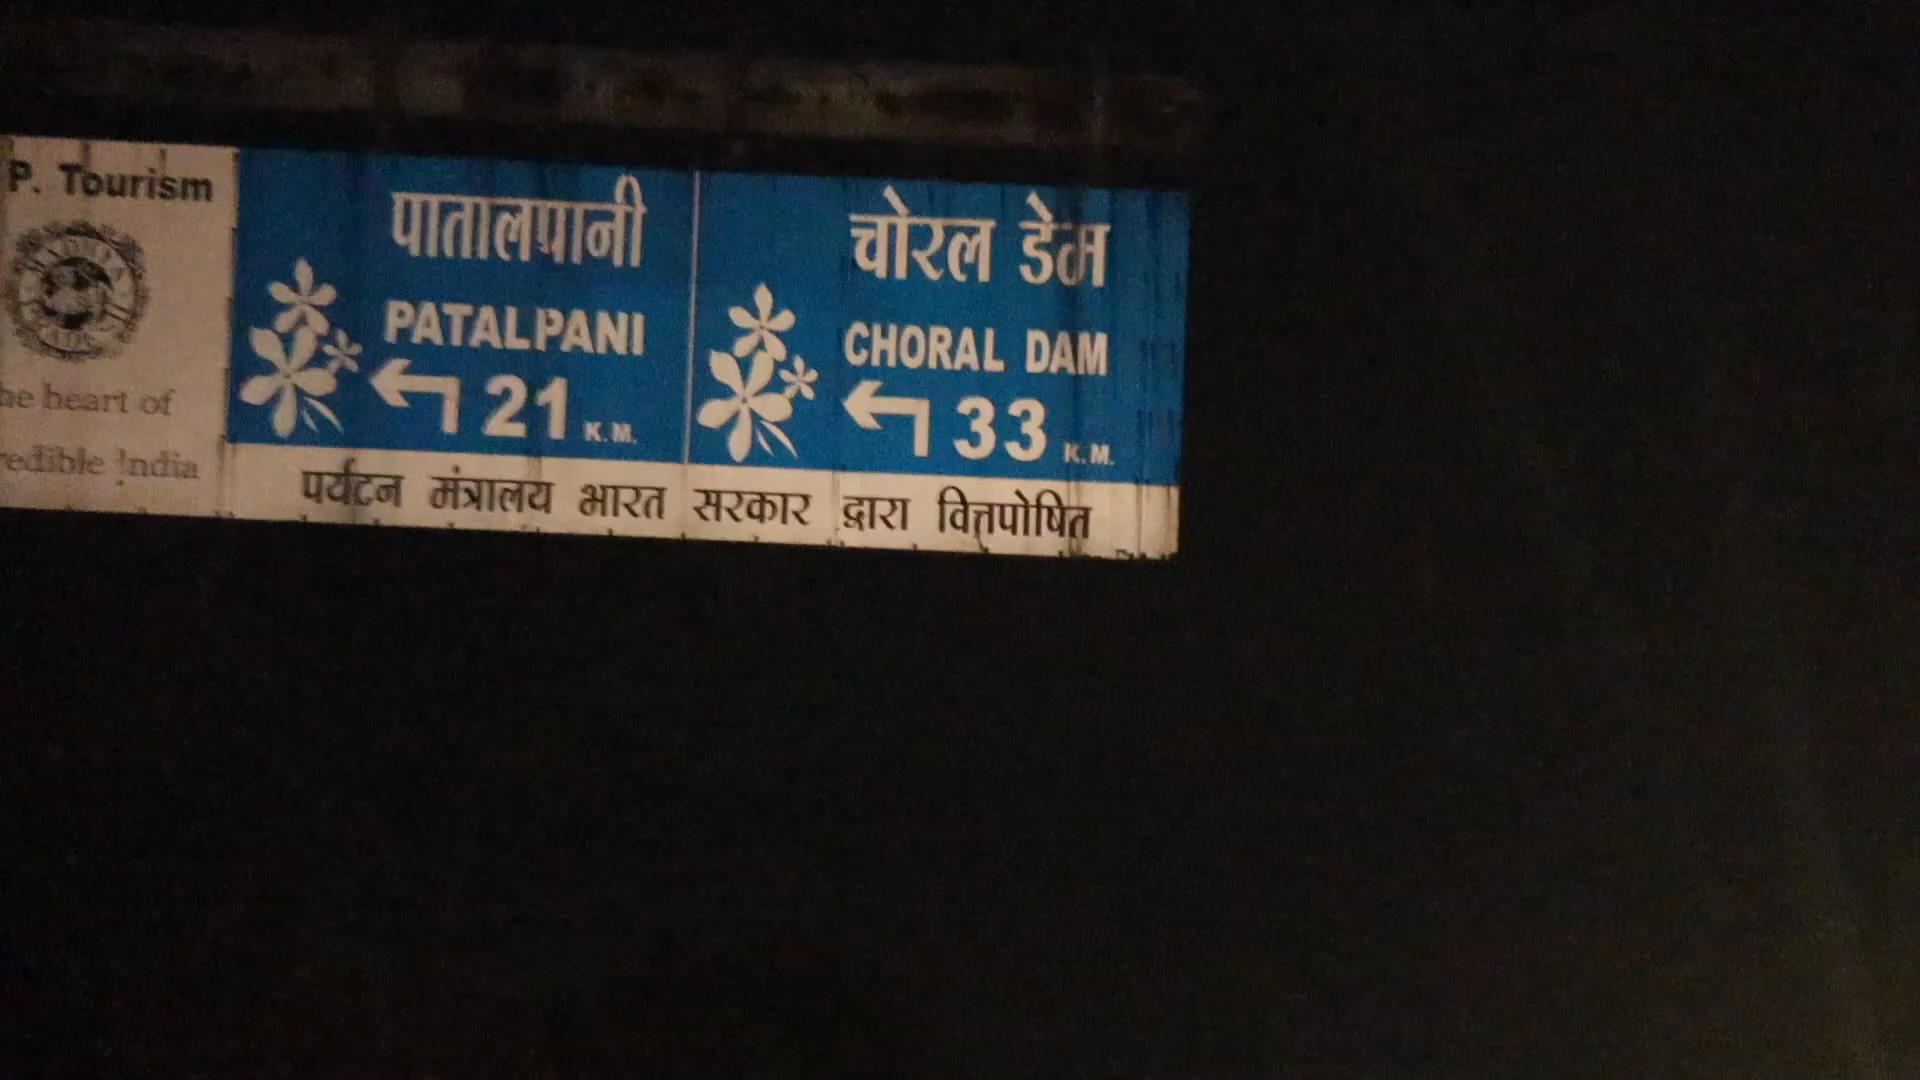 P. Tourism
he heart of
redible India
पातालपानी
PATALPANI
21 K.M.
चोरल डेम
CHORAL DAM
33 K.M.
पर्यटन मंत्रालय भारत सरकार द्वारा वित्तपोषित